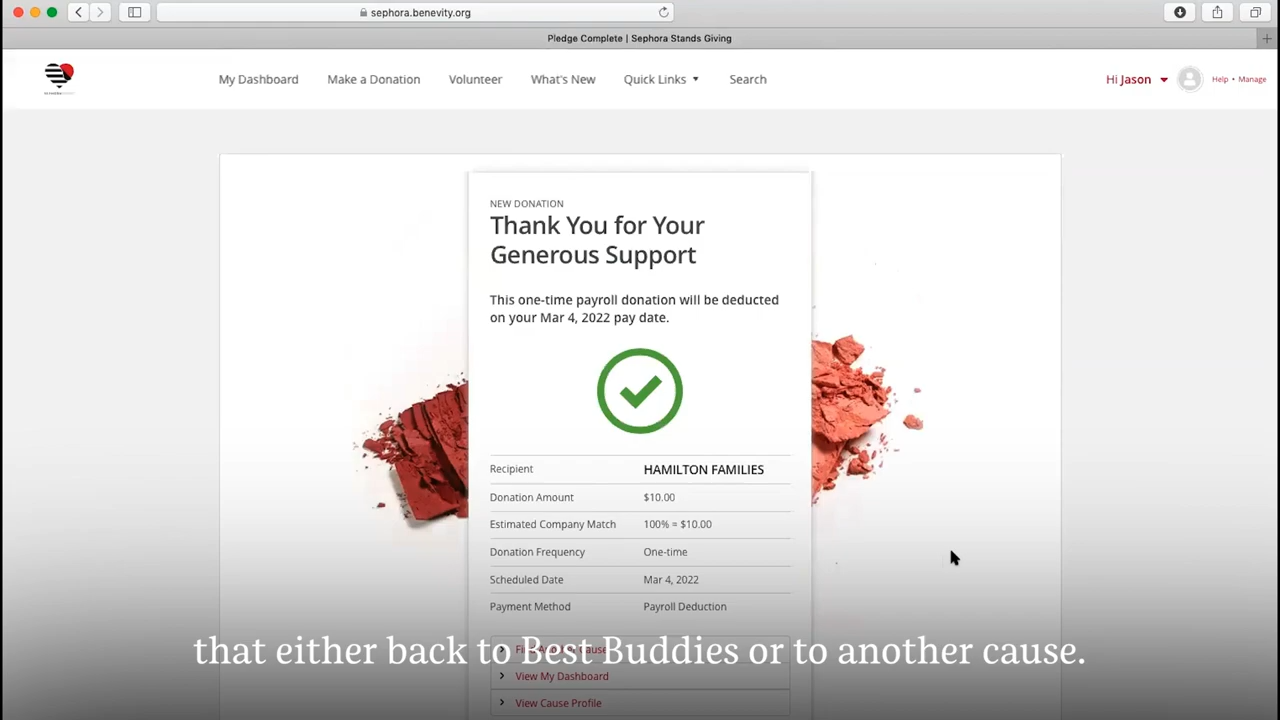 sephora.benevity.org
Pledge Complete | Sephora Stands Giving
My Dashboard Make a Donation Volunteer What's New Quick Links Search
Hi Jason Help • Manage
NEW DONATION
Thank You for Your
Generous Support
This one-time payroll donation will be deducted
on your Mar 4, 2022 pay date.
Recipient HAMILTON FAMILIES
Donation Amount $10.00
Estimated Company Match 100% = $10.00
Donation Frequency One-time
Scheduled Date Mar 4, 2022
Payment Method Payroll Deduction
that either back to Best Buddies or to another cause.
View My Dashboard
View Cause Profile